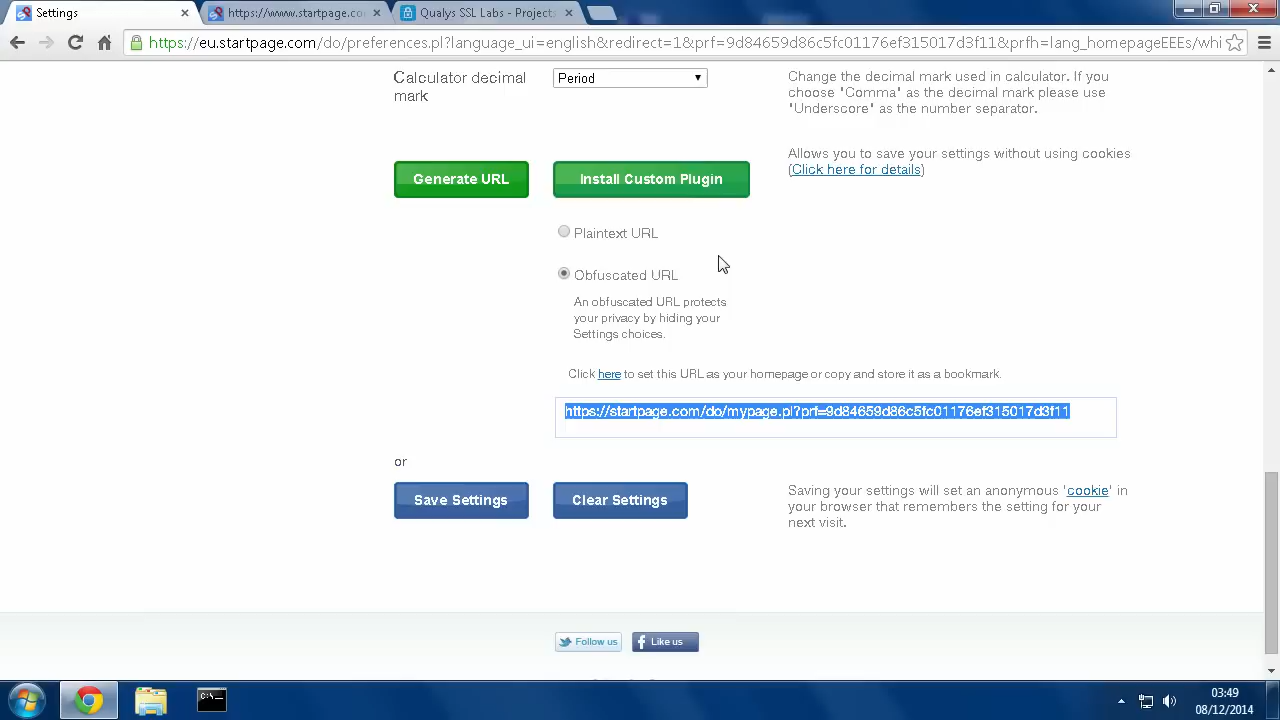 Settings
https://www.startpage.co
Qualys SSL Labs - Projects
https://eu.startpage.com/do/preferences.pl?language_ui=english&redirect=1&prf=9d84659d86c5fc01176ef315017d3f11&prfh=lang_homepageEEEs/whi
Calculator decimal
mark
Period
Change the decimal mark used in calculator. If you
choose 'Comma' as the decimal mark please use
'Underscore' as the number separator.
Generate URL
Install Custom Plugin
Allows you to save your settings without using cookies
(Click here for details)
Plaintext URL
Obfuscated URL
An obfuscated URL protects
your privacy by hiding your
Settings choices.
Click here to set this URL as your homepage or copy and store it as a bookmark.
https://startpage.com/do/mypage.pl?prf=9d84659d86c5fc01176ef315017d3f11
or
Save Settings
Clear Settings
Saving your settings will set an anonymous 'cookie' in
your browser that remembers the setting for your
next visit.
Follow us
Like us
03:49
08/12/2014